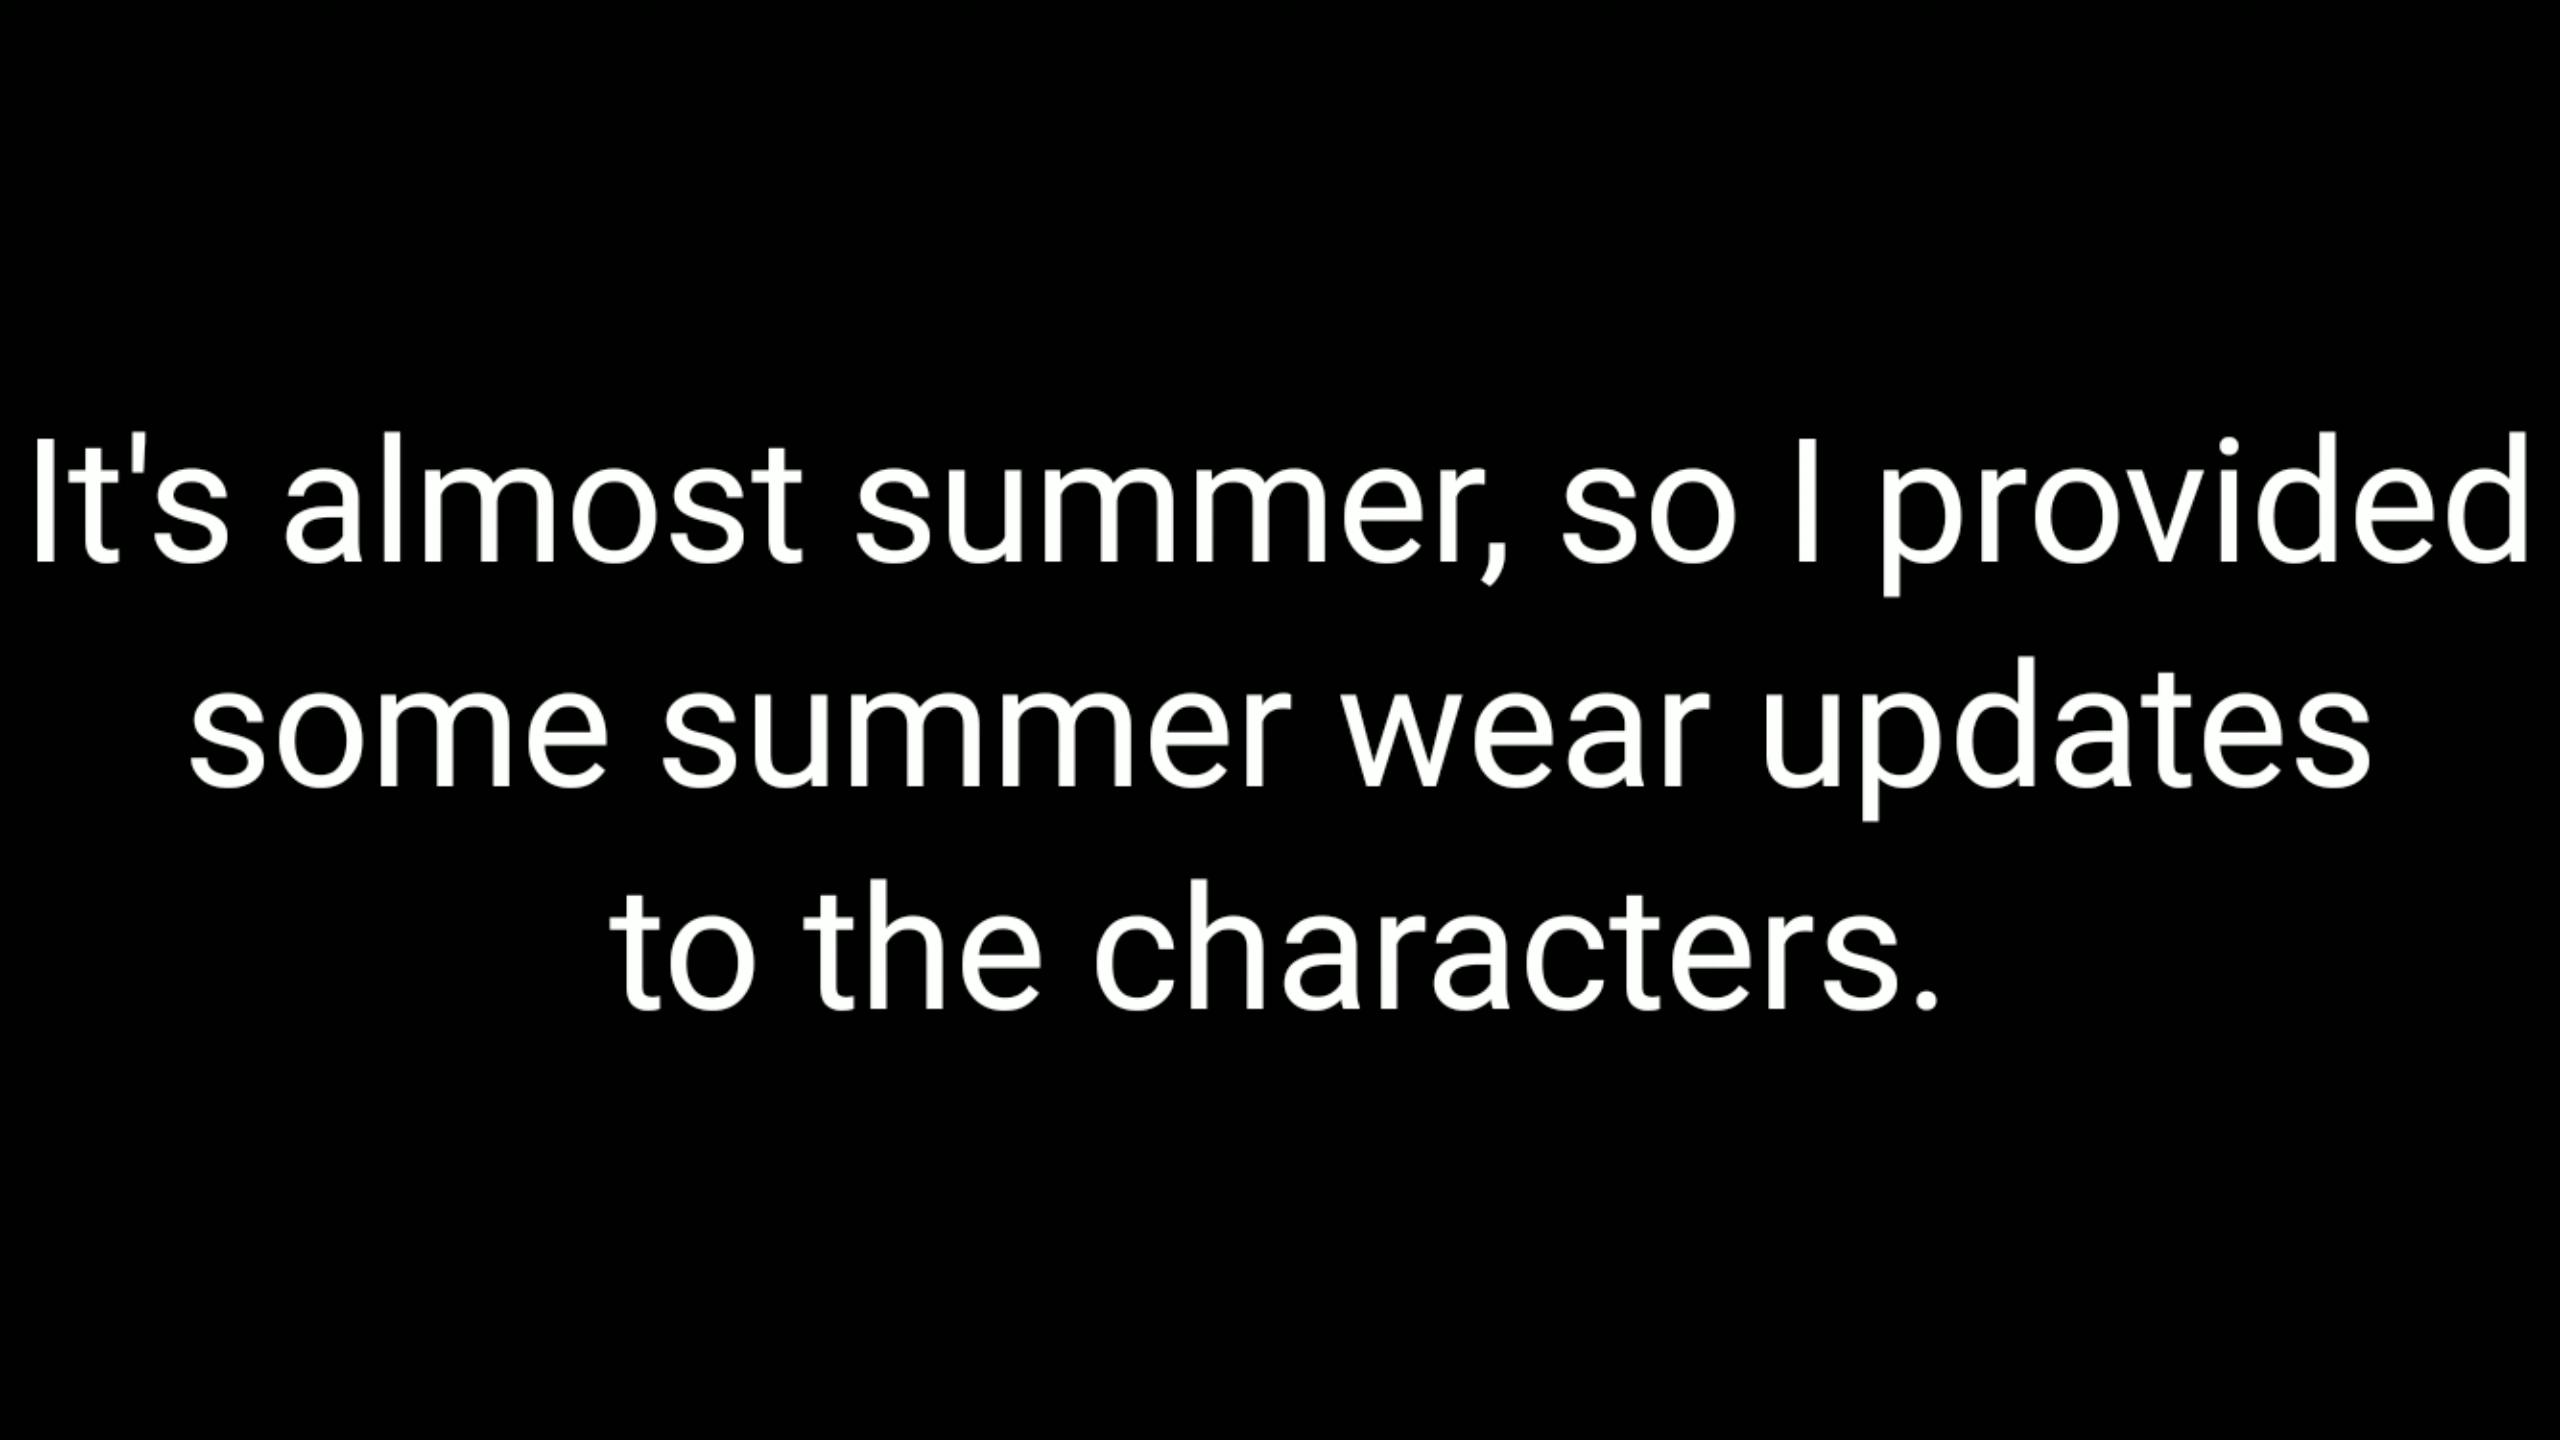 It's almost summer, so I provided
some summer wear updates
to the characters.